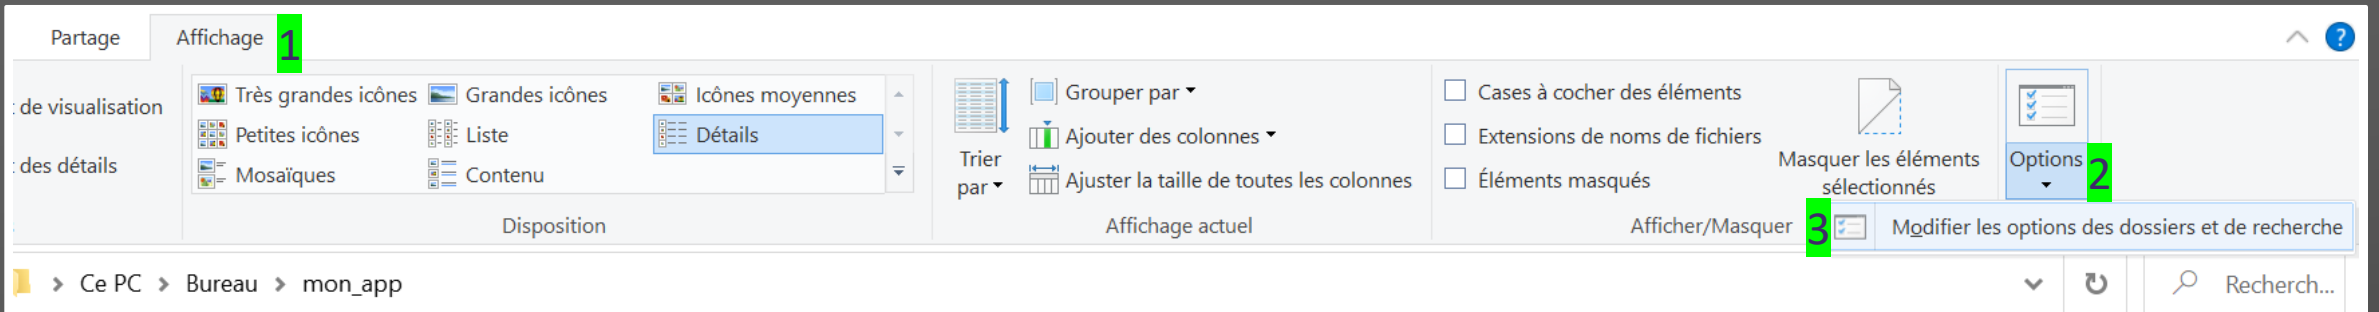 Partage Affichage 1 ?
t de visualisation Très grandes icônes Grandes icônes Icônes moyennes
Petites icônes Liste Détails
t des détails Mosaïques Contenu
Disposition
Trier
par
Grouper par
Ajouter des colonnes
Ajuster la taille de toutes les colonnes
Affichage actuel
Cases à cocher des éléments
Extensions de noms de fichiers
Éléments masqués
Masquer les éléments
sélectionnés
Afficher/Masquer
Options 2
3 Modifier les options des dossiers et de recherche
Ce PC > Bureau > mon_app
Recherch...